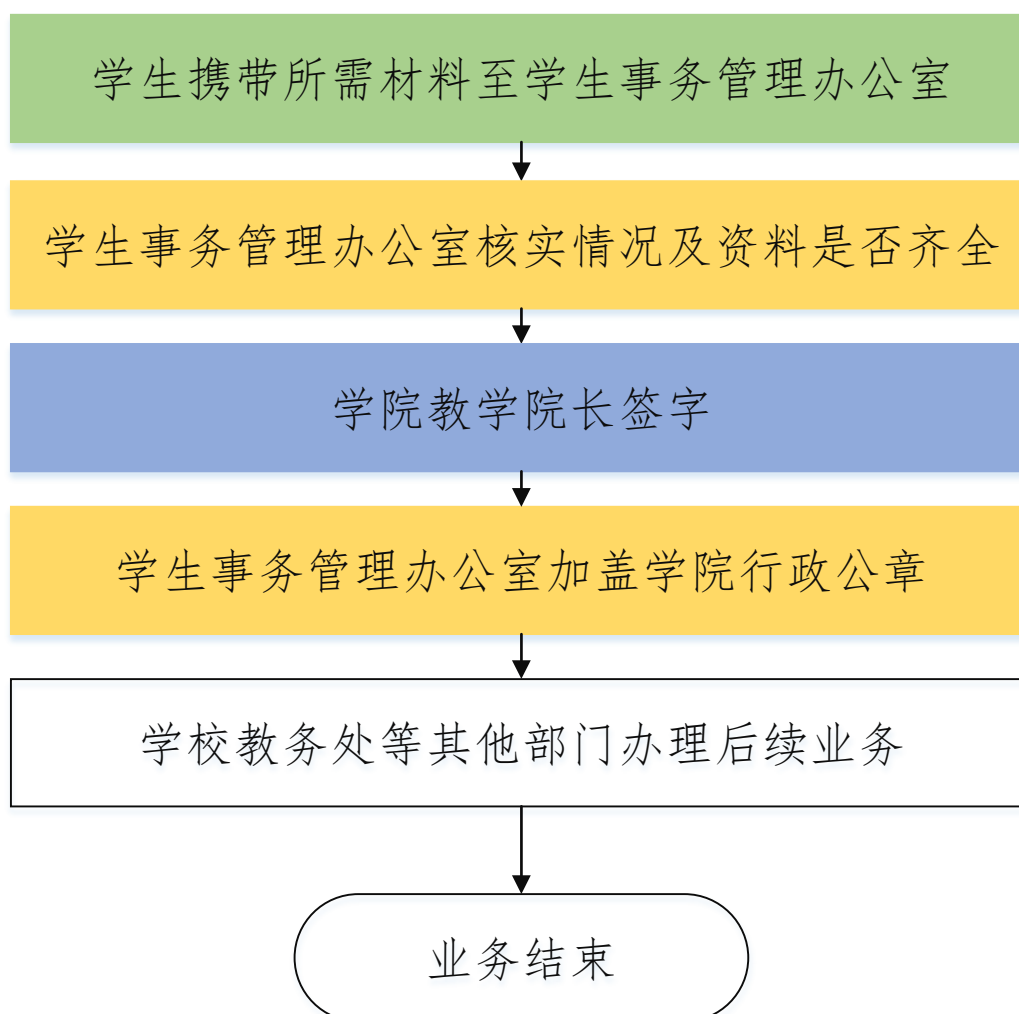 学生携带所需材料至学生事务管理办公室
学生事务管理办公室核实情况及资料是否齐全
学院教学院长签字
学生事务管理办公室加盖学院行政公章
学校教务处等其他部门办理后续业务
业务结束